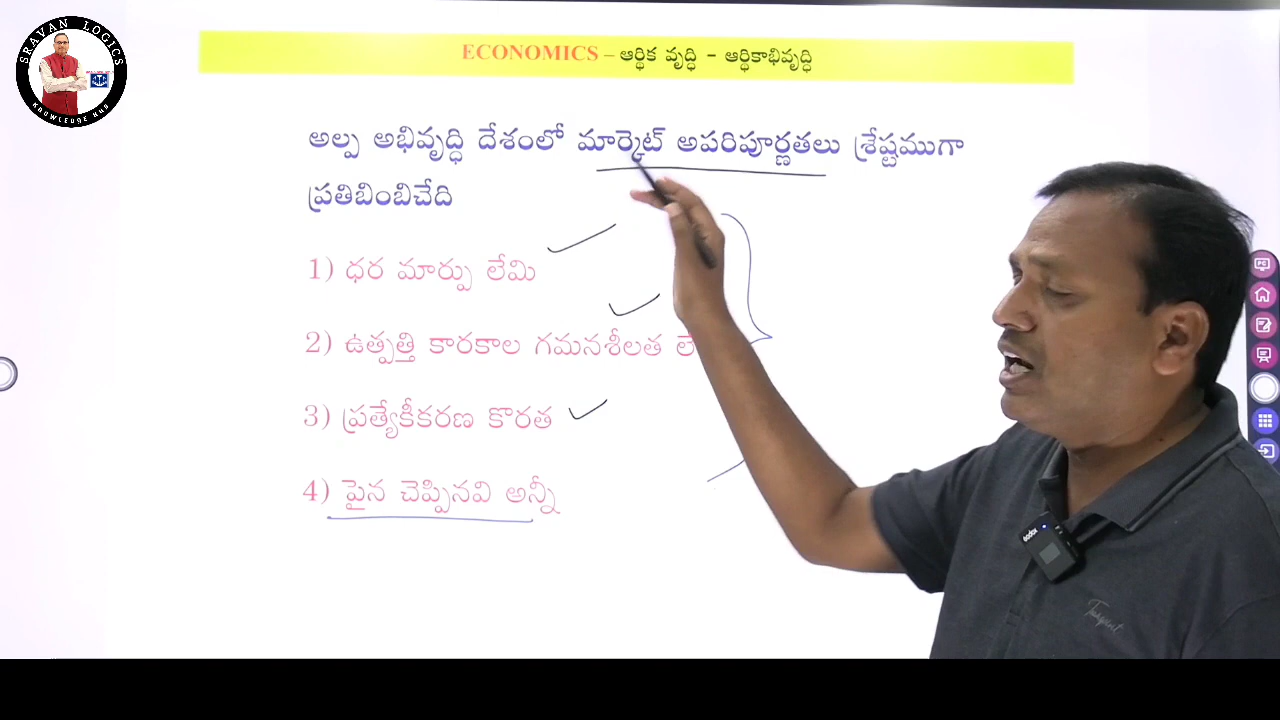 SRAVAN LOGICS
KNOWLEDGE HUB
ECONOMICS – ఆర్థిక వృద్ధి - ఆర్థికాభివృద్ధి
అల్ప అభివృద్ధి దేశంలో మార్కెట్ అపరిపూర్ణతలు శ్రేష్టముగా
ప్రతిబింబిచేది
1) ధర మార్పు లేమి
2) ఉత్పత్తి కారకాల గమనశీలత
3) ప్రత్యేకీకరణ కొరత
4) పైన చెప్పినవి అన్నీ
Godox